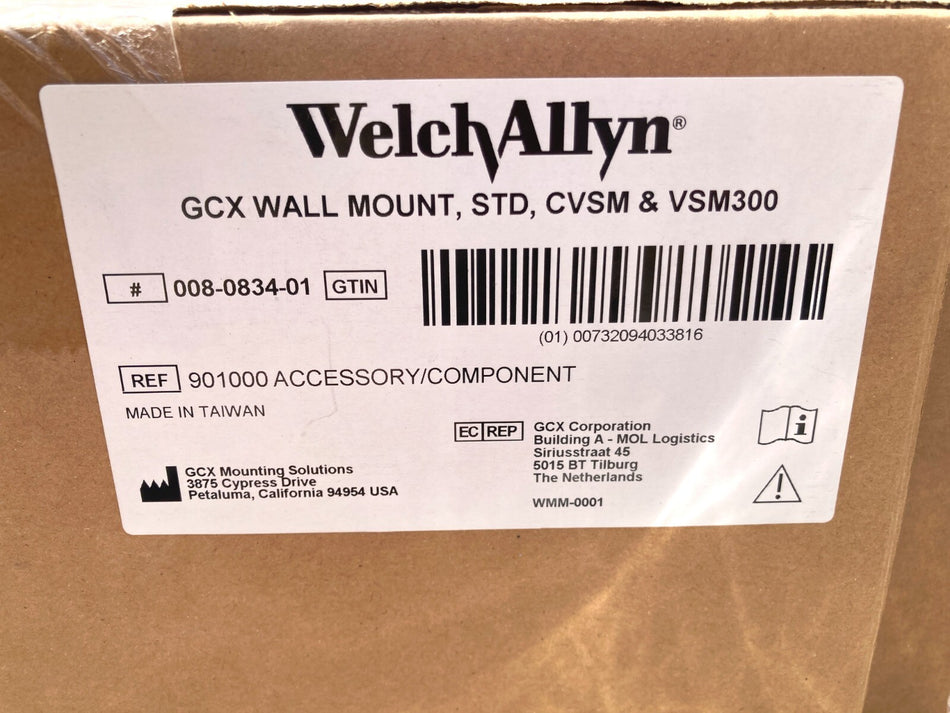 WelchAllyn®
GCX WALL MOUNT, STD, CVSM & VSM300
# 008-0834-01 GTIN
(01) 00732094033816
REF 901000 ACCESSORY/COMPONENT
MADE IN TAIWAN
GCX Mounting Solutions
3875 Cypress Drive
Petaluma, California 94954 USA
EC REP GCX Corporation
Building A - MOL Logistics
Siriusstraat 45
5015 BT Tilburg
The Netherlands
WMM-0001
i